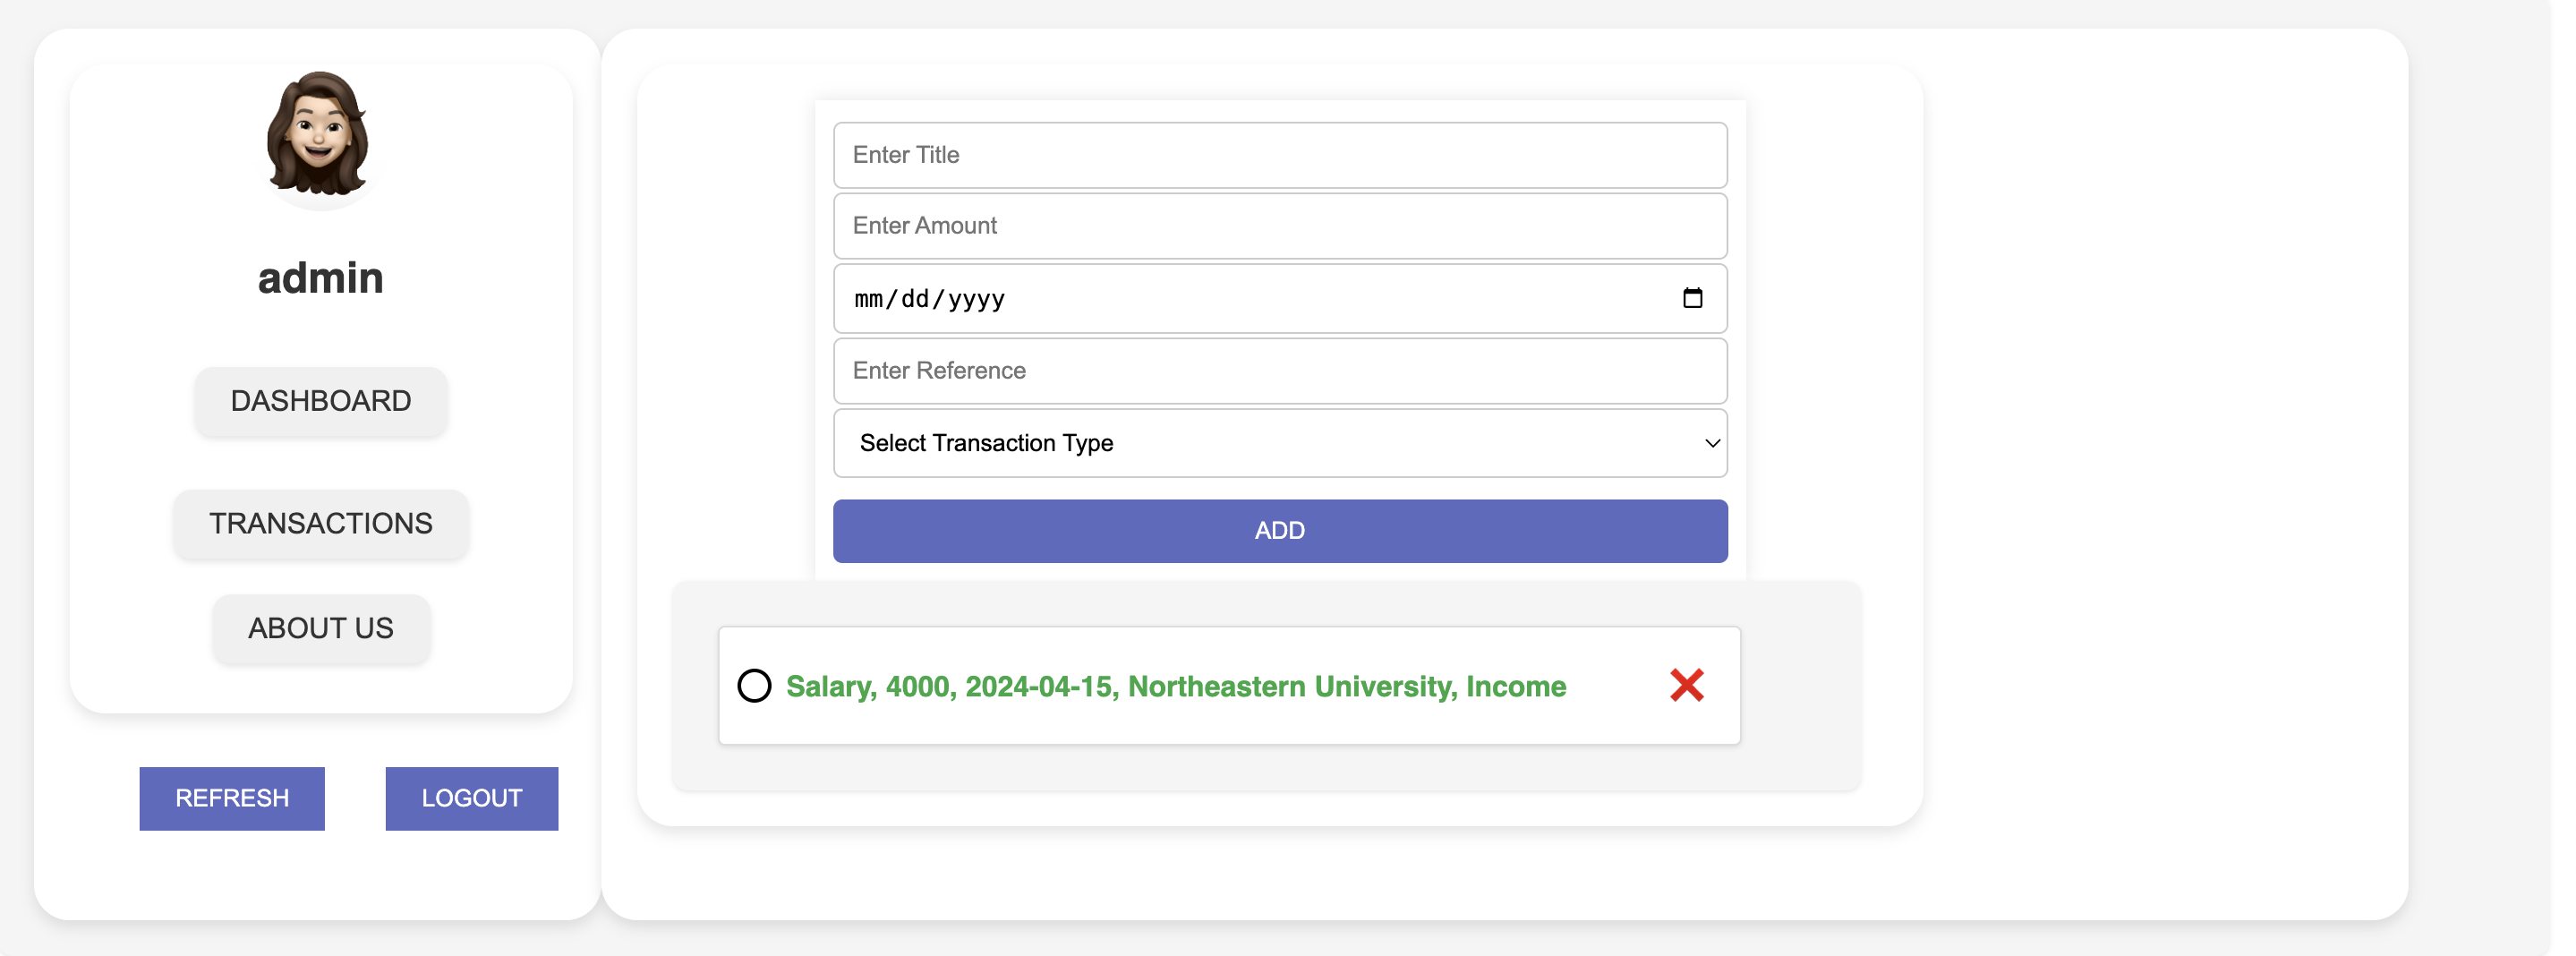 admin
DASHBOARD
TRANSACTIONS
ABOUT US
REFRESH
LOGOUT
Enter Title
Enter Amount
mm/dd/yyyy
Enter Reference
Select Transaction Type
ADD
Salary, 4000, 2024-04-15, Northeastern University, Income